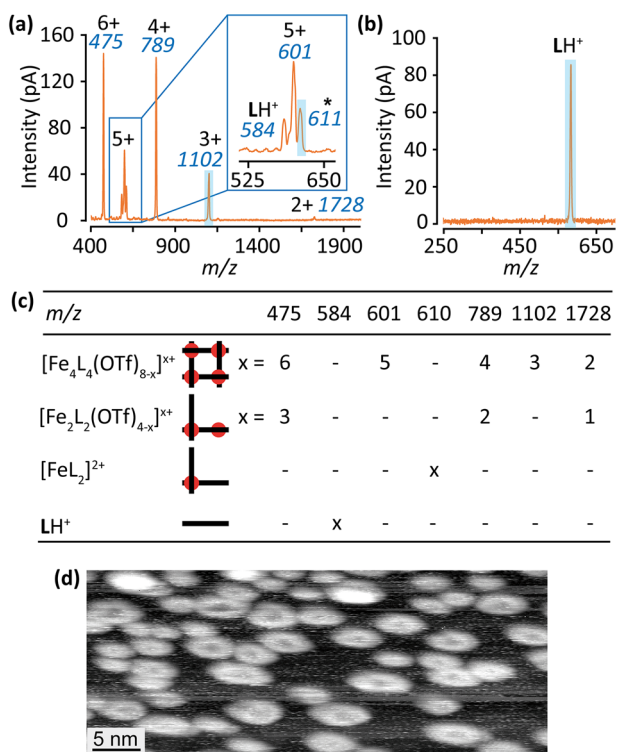 (a)
6+
475
4+
789
5+
3+
1102
2+ 1728
5+
601
LH+
584
*
611
525
650
Intensity (pA)
160
120
80
40
0
400
900
1400
1900
m/z
(b)
LH+
Intensity (pA)
100
80
60
40
20
0
250
450
650
m/z
(c)
m/z 475 584 601 610 789 1102 1728
[Fe4L4(OTf)8-x]x+ x = 6 - 5 - 4 3 2
[Fe2L2(OTf)4-x]x+ x = 3 - - - 2 - 1
[FeL2]2+ - - - x - - -
LH+ - x - - - - -
(d)
5 nm